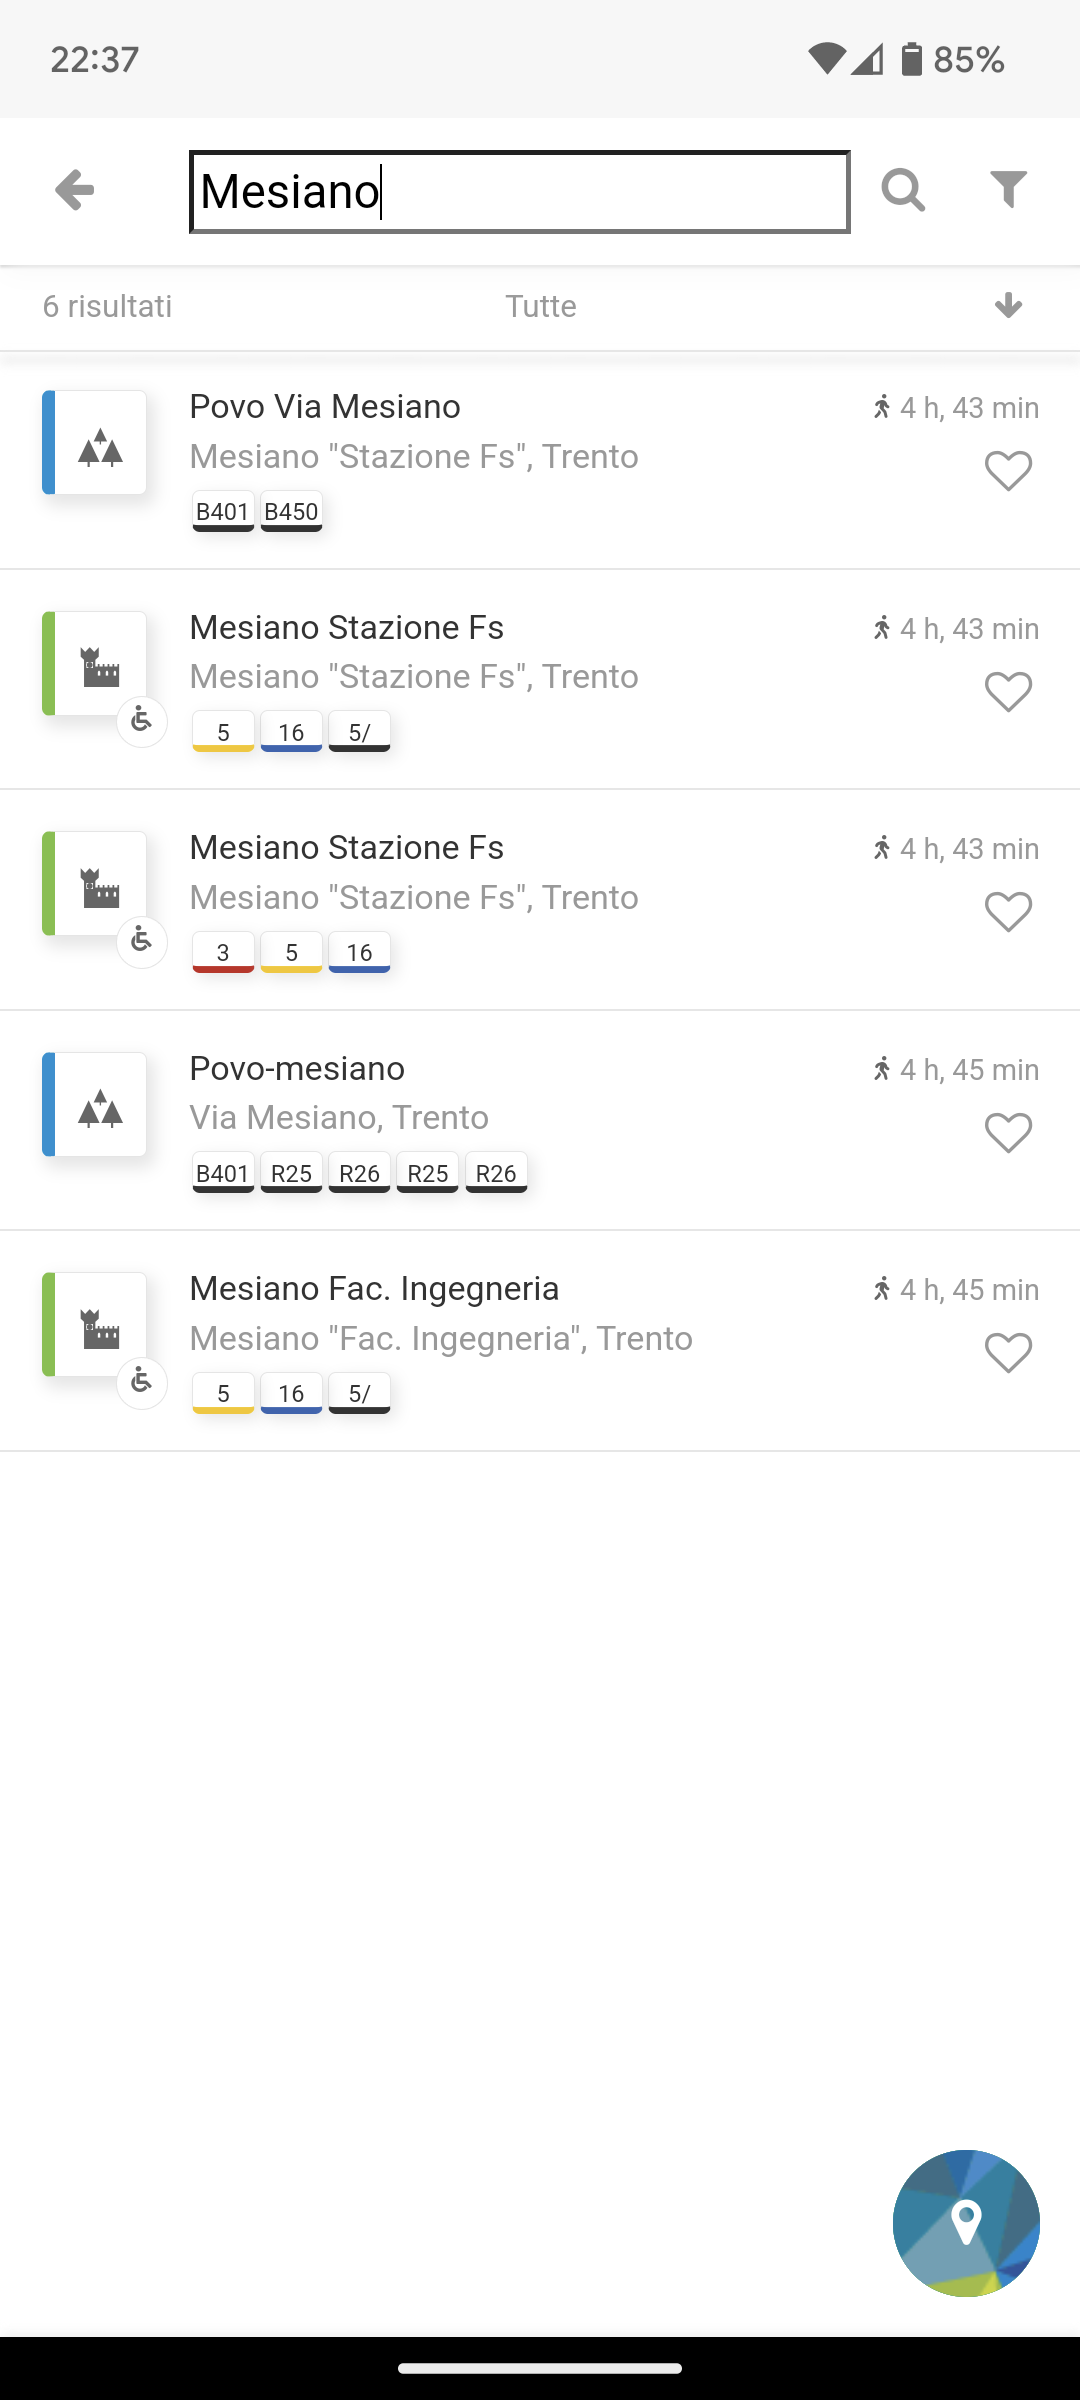 22:37 85%
Mesiano
6 risultati Tutte
Povo Via Mesiano 4 h, 43 min
Mesiano "Stazione Fs", Trento
B401 B450
Mesiano Stazione Fs 4 h, 43 min
Mesiano "Stazione Fs", Trento
5 16 5/
Mesiano Stazione Fs 4 h, 43 min
Mesiano "Stazione Fs", Trento
3 5 16
Povo-mesiano 4 h, 45 min
Via Mesiano, Trento
B401 R25 R26 R25 R26
Mesiano Fac. Ingegneria 4 h, 45 min
Mesiano "Fac. Ingegneria", Trento
5 16 5/